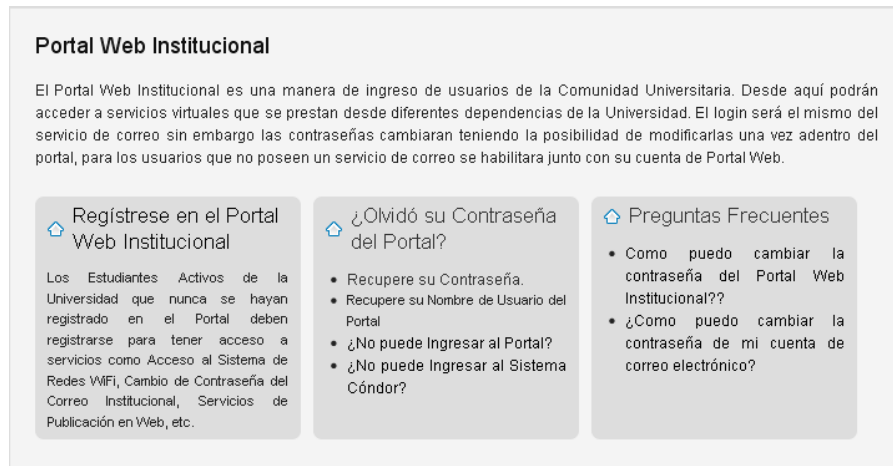 Portal Web Institucional
El Portal Web Institucional es una manera de ingreso de usuarios de la Comunidad Universitaria. Desde aquí podrán
acceder a servicios virtuales que se prestan desde diferentes dependencias de la Universidad. El login será el mismo del
servicio de correo sin embargo las contraseñas cambiaran teniendo la posibilidad de modificarlas una vez adentro del
portal, para los usuarios que no poseen un servicio de correo se habilitara junto con su cuenta de Portal Web.
Regístrese en el Portal
Web Institucional
Los Estudiantes Activos de la
Universidad que nunca se hayan
registrado en el Portal deben
registrarse para tener acceso a
servicios como Acceso al Sistema de
Redes WiFi, Cambio de Contraseña del
Correo Institucional, Servicios de
Publicación en Web, etc.
¿Olvidó su Contraseña
del Portal?
• Recupere su Contraseña.
• Recupere su Nombre de Usuario del
Portal
• ¿No puede Ingresar al Portal?
• ¿No puede Ingresar al Sistema
Cóndor?
Preguntas Frecuentes
• Como puedo cambiar la
contraseña del Portal Web
Institucional??
• ¿Como puedo cambiar la
contraseña de mi cuenta de
correo electrónico?